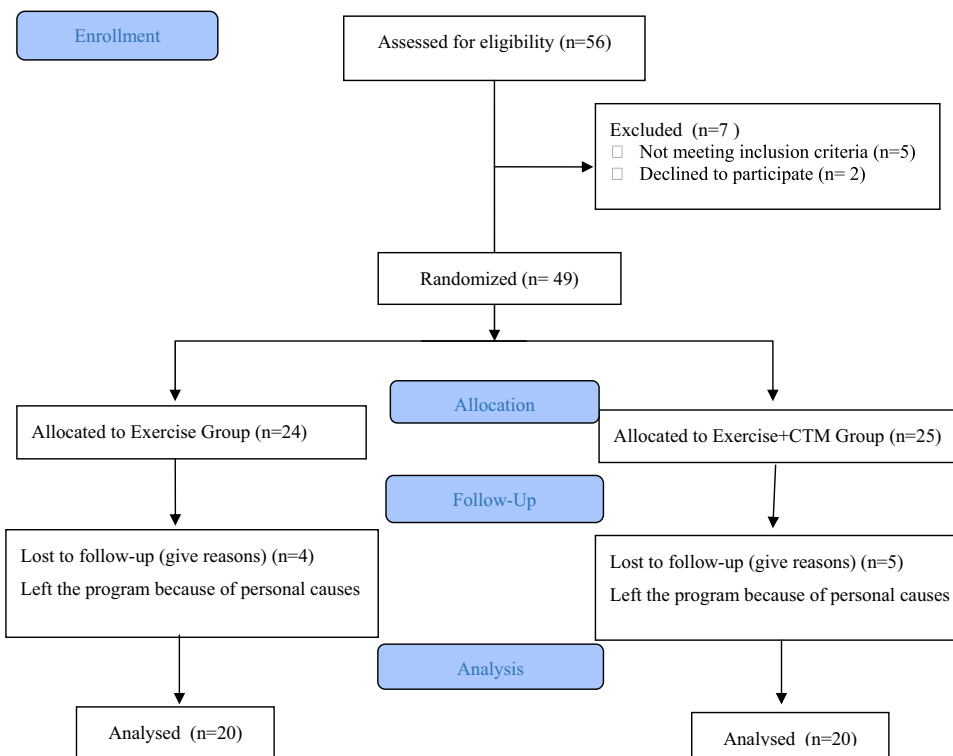 Enrollment
Assessed for eligibility (n=56)
Excluded  (n=7 )
Not meeting inclusion criteria (n=5)
Declined to participate (n= 2)
Randomized (n= 49)
Allocation
Allocated to Exercise Group (n=24)
Allocated to Exercise+CTM Group (n=25)
Follow-Up
Lost to follow-up (give reasons) (n=4)
Left the program because of personal causes
Lost to follow-up (give reasons) (n=5)
Left the program because of personal causes
Analysis
Analysed  (n=20)
Analysed  (n=20)